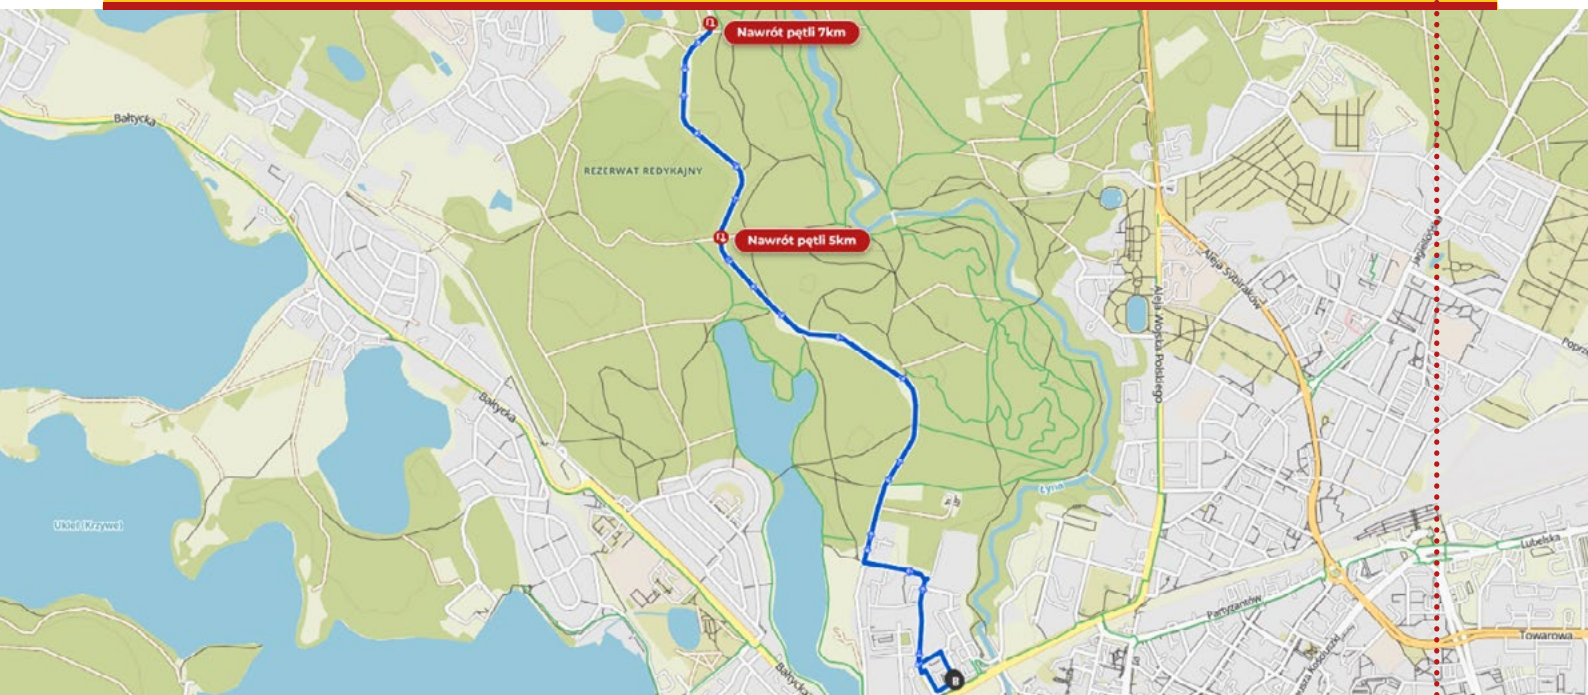 Nawrót pętli 7km
Bałtycka
REZERWAT REDYKAJNY
Nawrót pętli 5km
Aleja Sybiraków
Aleja Wojska Polskiego
Bałtycka
Łyna
Ukiel (Krzywe)
Lubelska
Partyzantów
Towarowa
Bałtycka
B